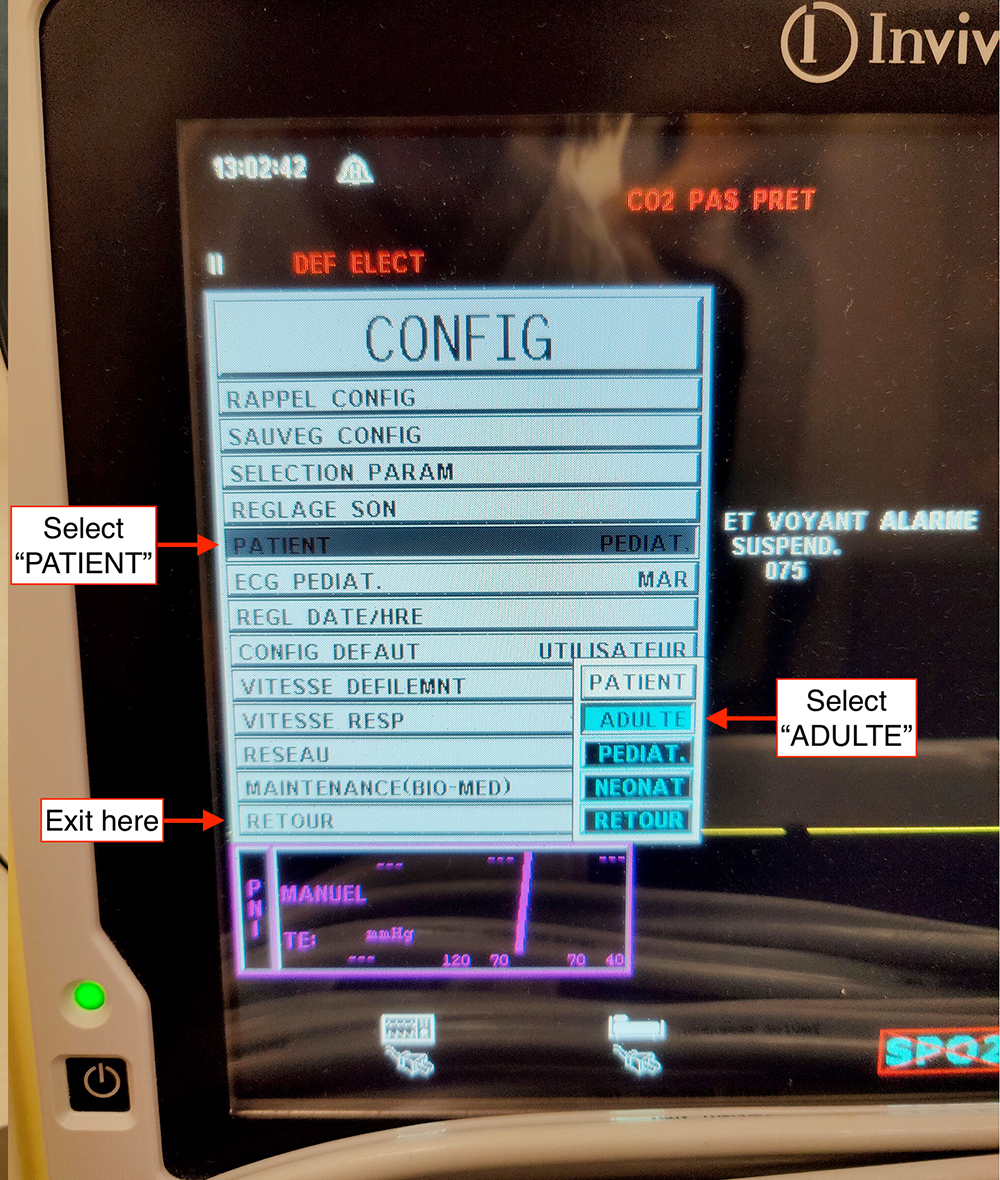 Inviv
13:02:42
CO2 PAS PRET
II
DEF ELECT
CONFIG
RAPPEL CONFIG
SAUVEG CONFIG
SELECTION PARAM
REGLAGE SON
Select
“PATIENT”
PATIENT PEDIAT.
ET VOYANT ALARME
SUSPEND.
075
ECG PEDIAT. MAR
REGL DATE/HRE
CONFIG DEFAUT UTILISATEUR
VITESSE DEFILEMNT
VITESSE RESP
RESEAU
MAINTENANCE(BIO-MED)
RETOUR
PATIENT
ADULTE
PEDIAT.
NEONAT
RETOUR
Select
“ADULTE”
Exit here
PNI
--- --- ---
MANUEL
TE: mmHg
--- 120 70 70 40
SPO2